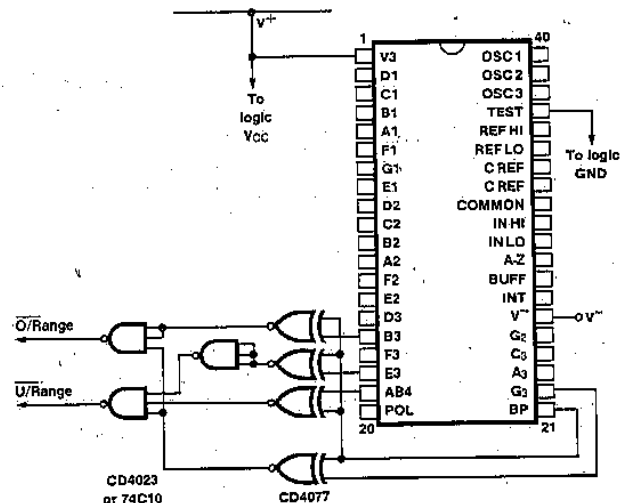 V+
1
40
V3
OSC1
D1
OSC2
C1
OSC3
B1
TEST
A1
REF HI
F1
REF LO
G1
C REF
E1
C REF
D2
COMMON
C2
IN HI
B2
IN LO
A2
A-Z
F2
BUFF
E2
INT
D3
V-
B3
G2
F3
C3
E3
A3
AB4
G3
POL
BP
20
21
To
logic
VCC
To logic
GND
V-
O/Range
U/Range
CD4023
or 74C10
CD4077